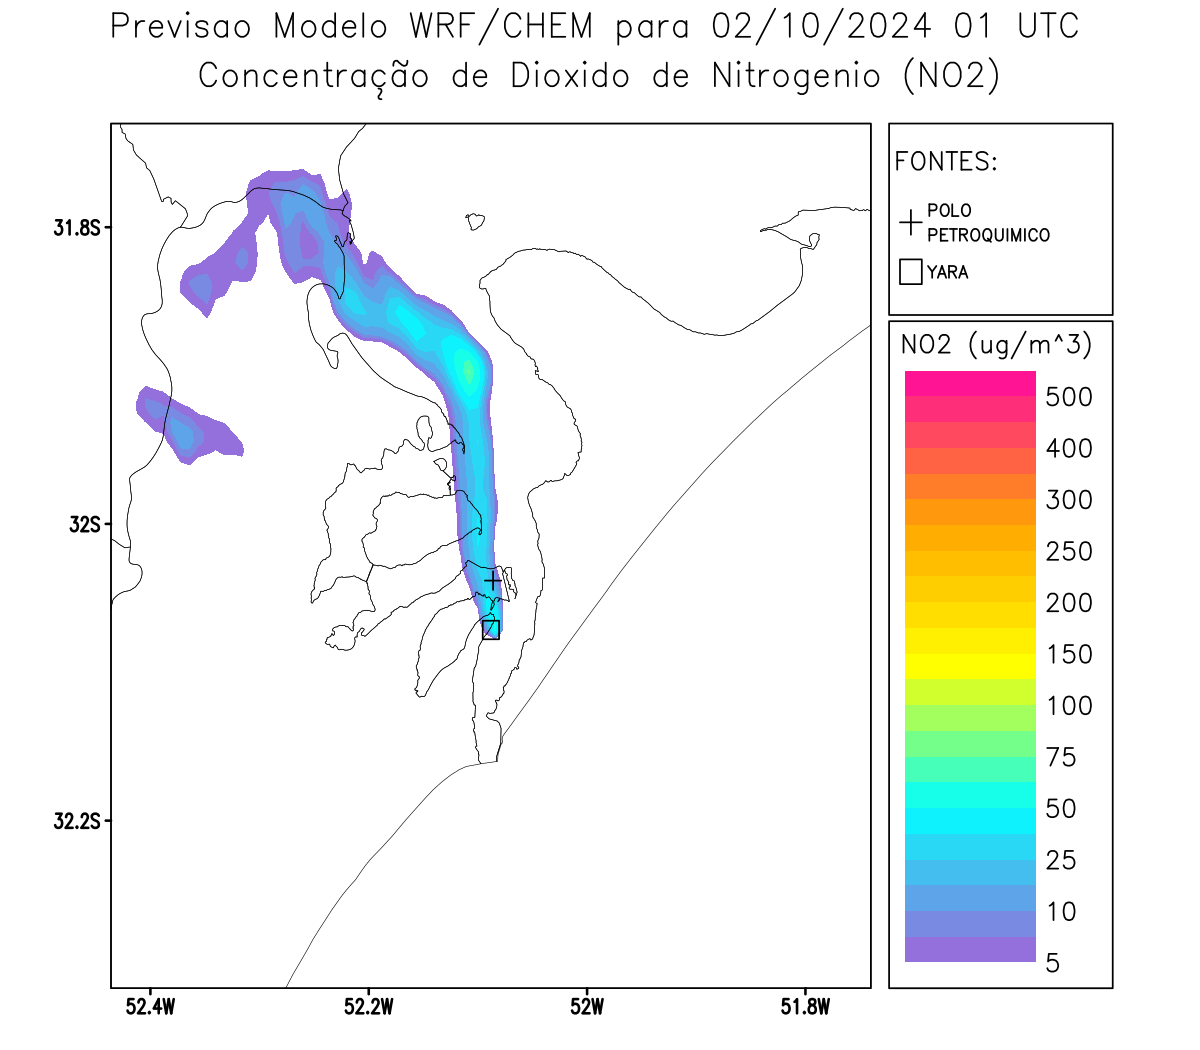 Previsao Modelo WRF/CHEM para 02/10/2024 01 UTC
Concentração de Dioxido de Nitrogenio (NO2)
FONTES:
POLO
PETROQUIMICO
YARA
NO2 (ug/m^3)
500
400
300
250
200
150
100
75
50
25
10
5
31.8S
32S
32.2S
52.4W
52.2W
52W
51.8W